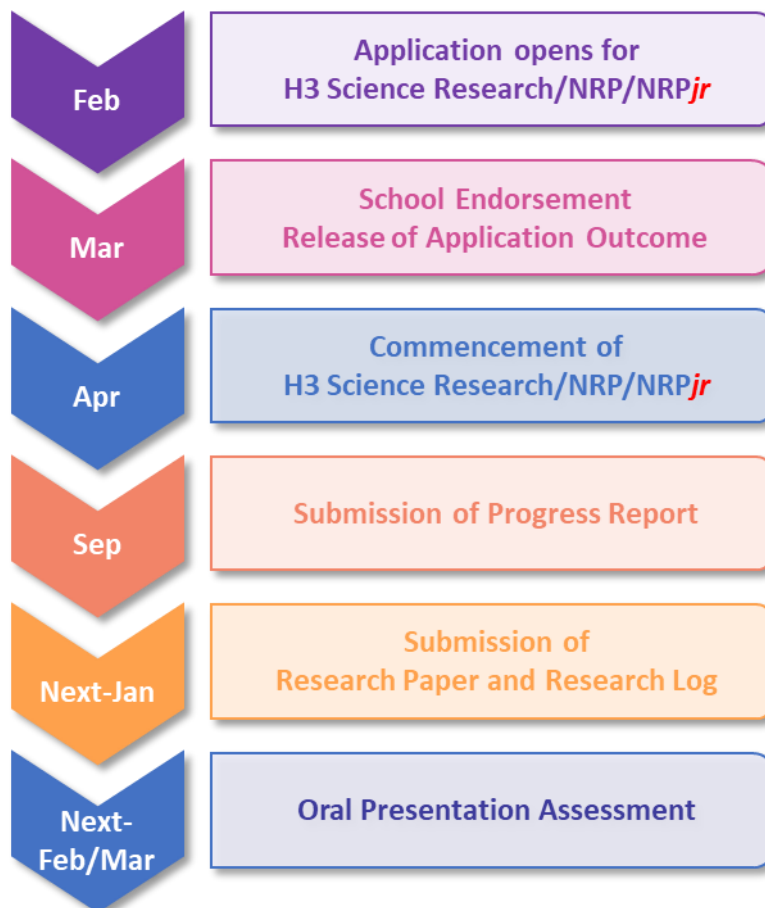 Feb
Application opens for
H3 Science Research/NRP/NRPjr
Mar
School Endorsement
Release of Application Outcome
Apr
Commencement of
H3 Science Research/NRP/NRPjr
Sep
Submission of Progress Report
Next-Jan
Submission of
Research Paper and Research Log
Next-
Feb/Mar
Oral Presentation Assessment